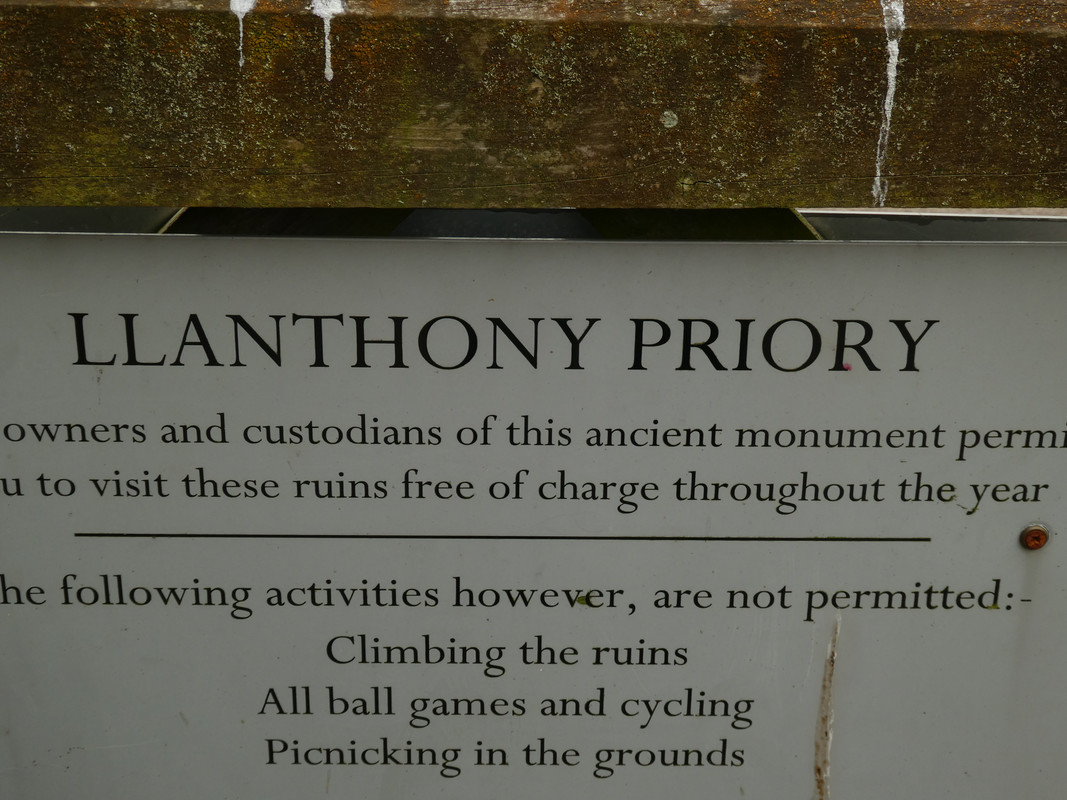 LLANTHONY PRIORY
owners and custodians of this ancient monument permi
u to visit these ruins free of charge throughout the year
he following activities however, are not permitted:-
Climbing the ruins
All ball games and cycling
Picnicking in the grounds